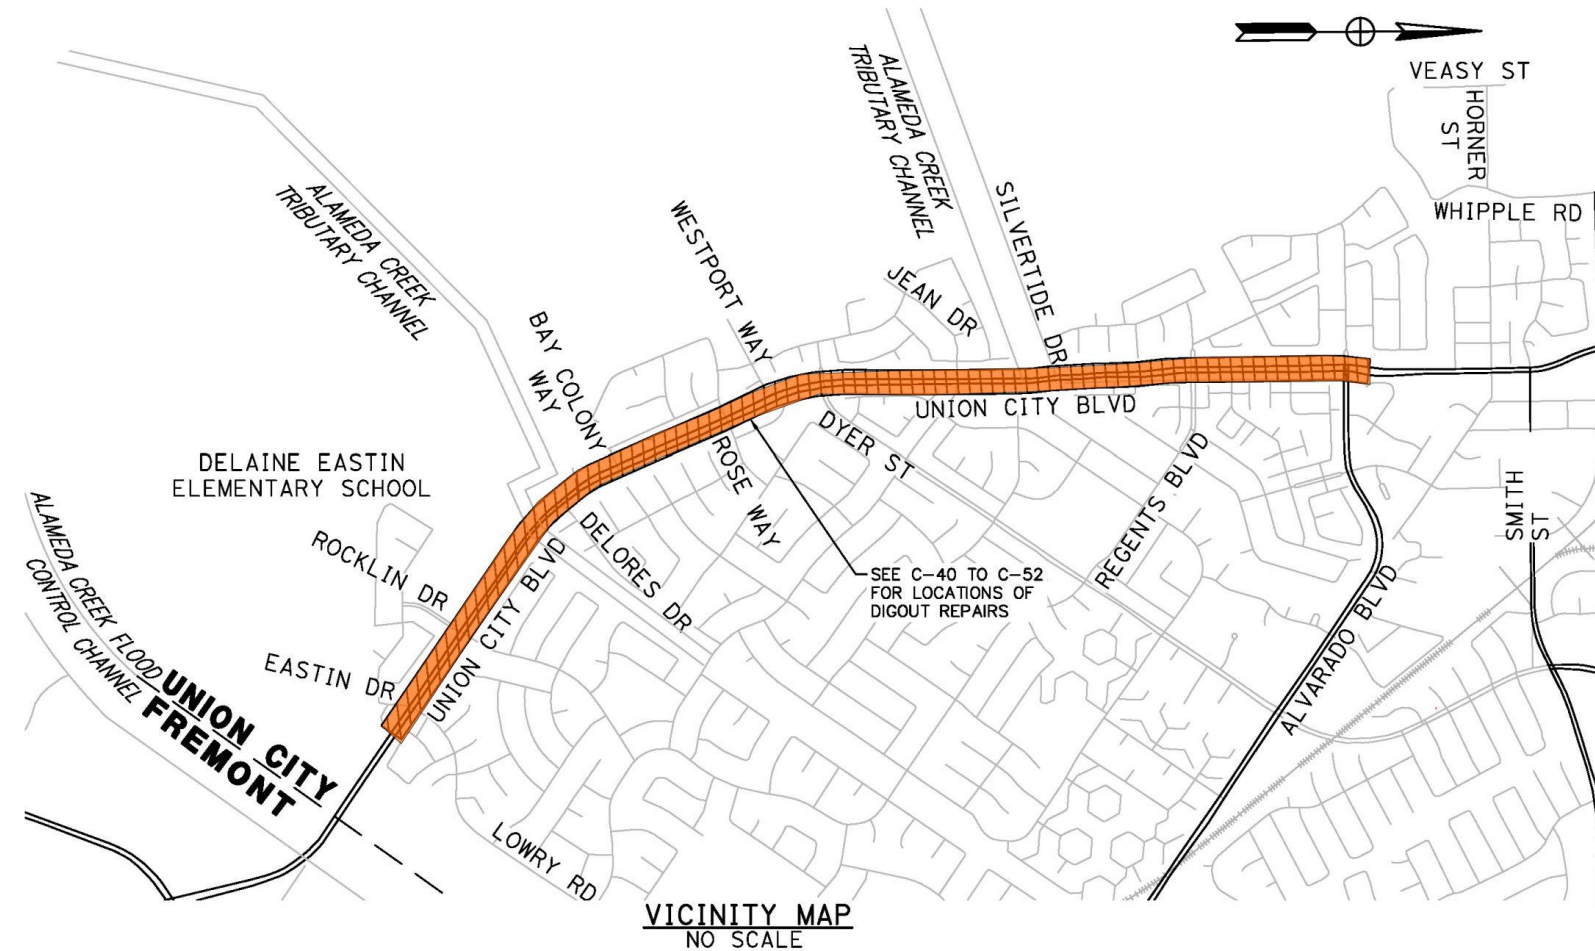 VEASY ST
HORNER
ST
WHIPPLE RD
ALAMEDA CREEK
TRIBUTARY CHANNEL
ALAMEDA CREEK
TRIBUTARY CHANNEL
SILVERTIDE DR
WESTPORT WAY
JEAN DR
BAY COLONY
WAY
UNION CITY BLVD
DYER ST
ROSE WAY
REGENTS BLVD
DELAINE EASTIN
ELEMENTARY SCHOOL
SMITH
ST
ROCKLIN DR
DELORES DR
UNION CITY BLVD
SEE C-40 TO C-52
FOR LOCATIONS OF
DIGOUT REPAIRS
ALVARADO BLVD
ALAMEDA CREEK FLOOD
CONTROL CHANNEL
EASTIN DR
UNION CITY
FREMONT
LOWRY RD
VICINITY MAP
NO SCALE